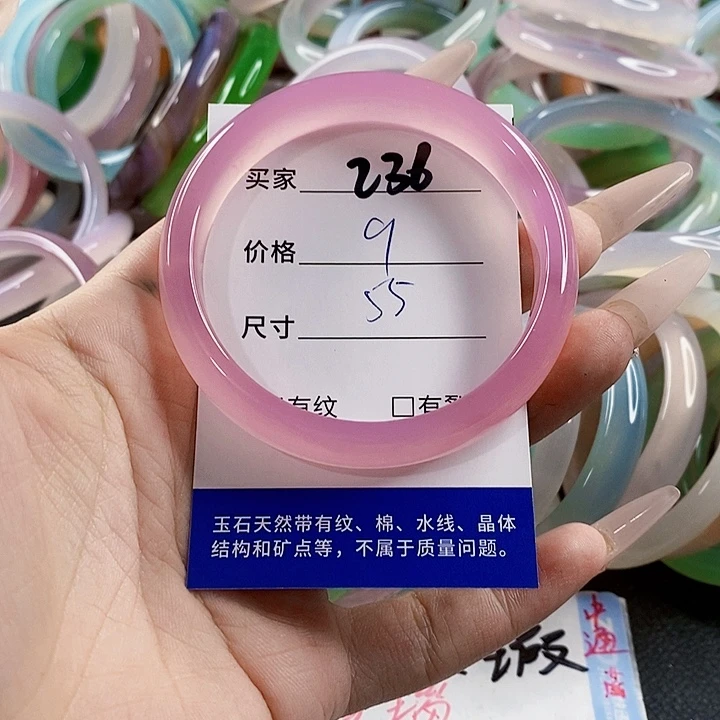 买家 236
价格 9
尺寸 55
有纹 □有裂
玉石天然带有纹、棉、水线、晶体
结构和矿点等，不属于质量问题。
中通